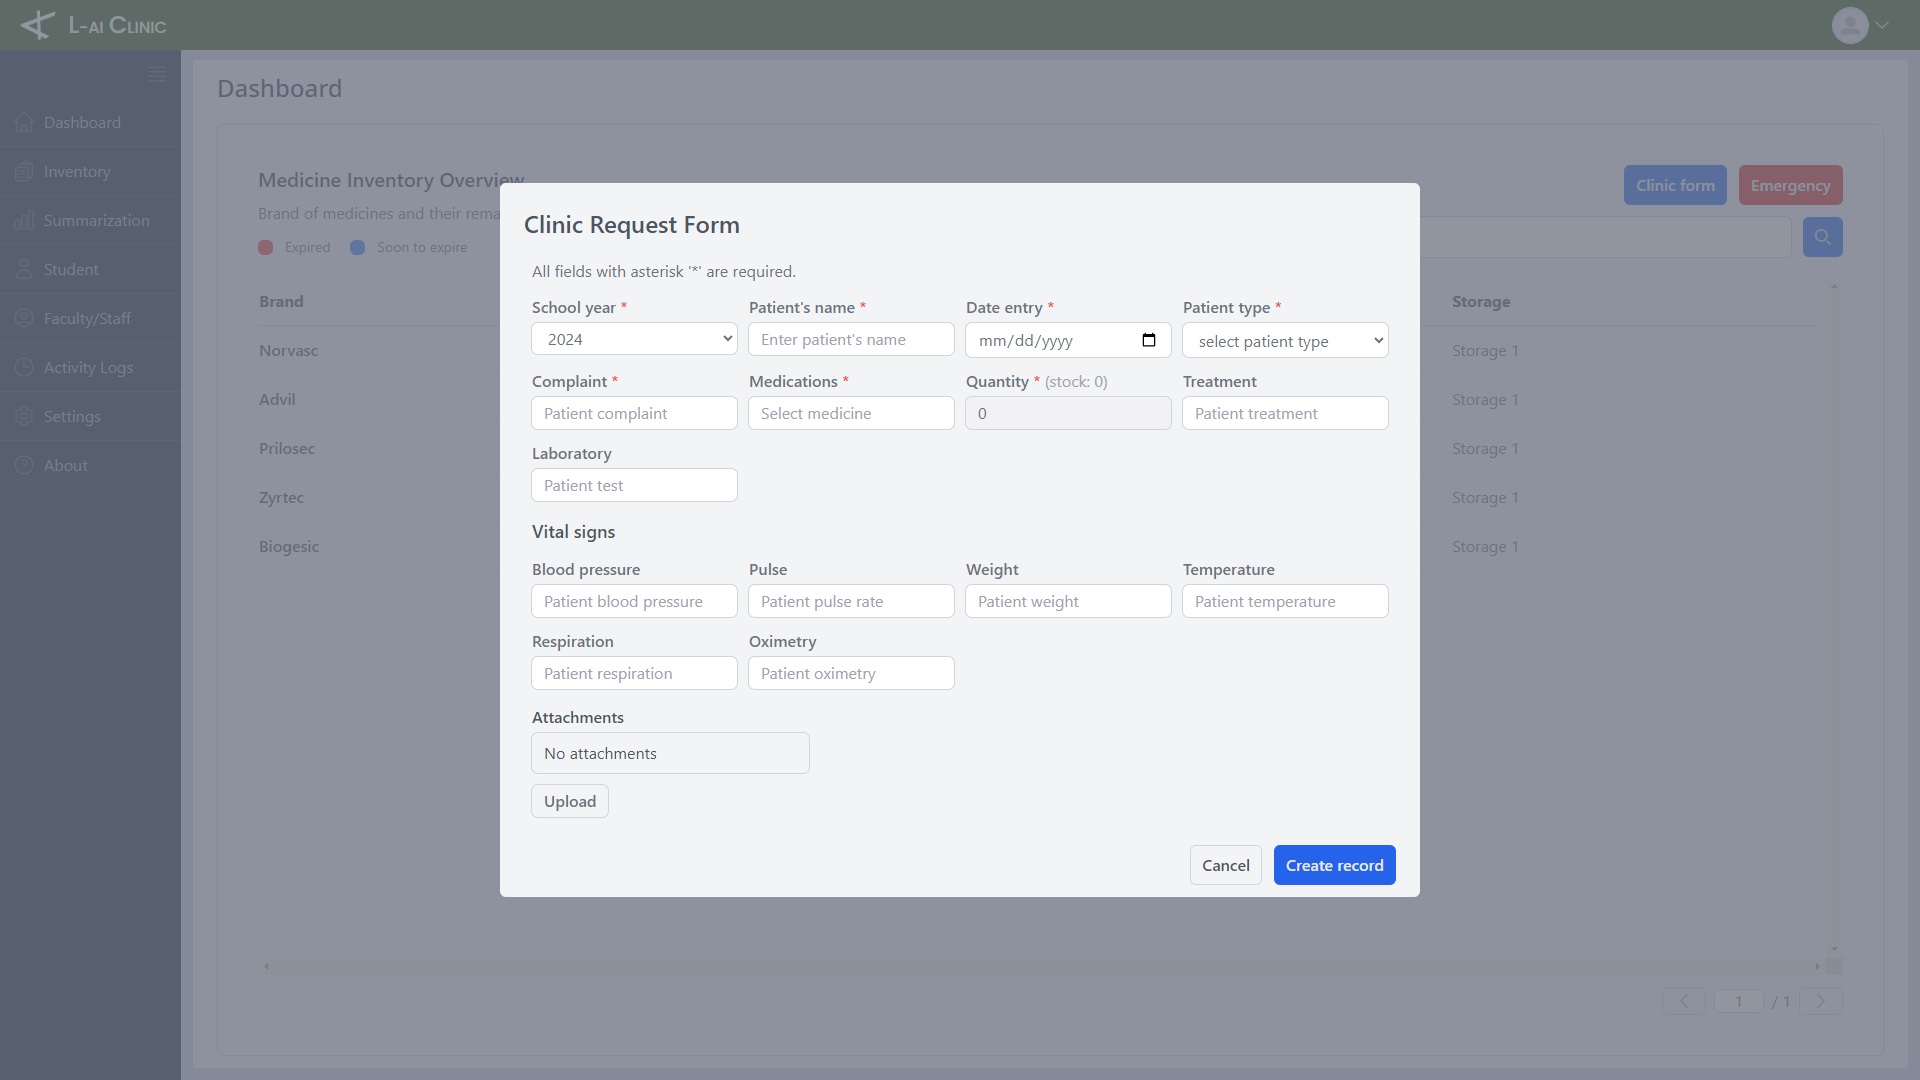 L-AI CLINIC
Dashboard
Inventory
Summarization
Student
Faculty/Staff
Activity Logs
Settings
About
Dashboard
Medicine Inventory Overview
Brand of medicines and their rema
Expired
Soon to expire
Clinic form
Emergency
Brand
Storage
Norvasc
Storage 1
Advil
Storage 1
Prilosec
Storage 1
Zyrtec
Storage 1
Biogesic
Storage 1
1 / 1
Clinic Request Form
All fields with asterisk '*' are required.
School year * Patient's name * Date entry * Patient type *
2024 Enter patient's name mm/dd/yyyy select patient type
Complaint * Medications * Quantity * (stock: 0) Treatment
Patient complaint Select medicine 0 Patient treatment
Laboratory
Patient test
Vital signs
Blood pressure Pulse Weight Temperature
Patient blood pressure Patient pulse rate Patient weight Patient temperature
Respiration Oximetry
Patient respiration Patient oximetry
Attachments
No attachments
Upload
Cancel Create record